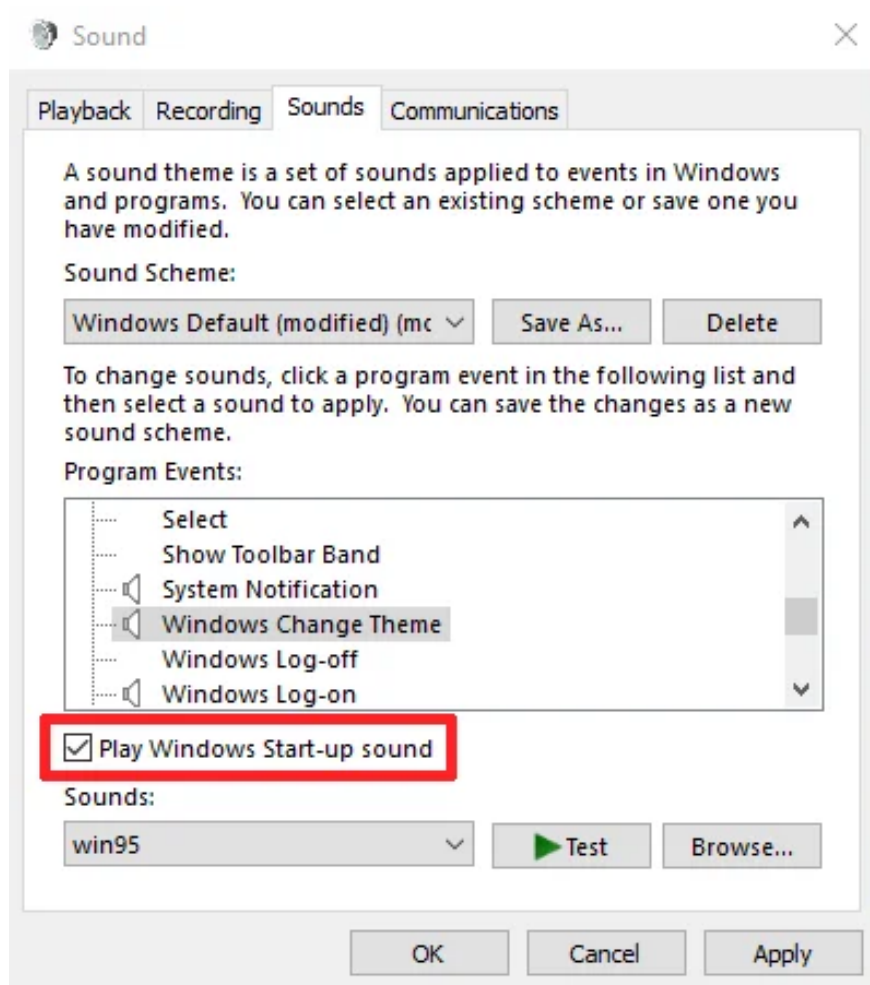 Sound
Playback Recording Sounds Communications
A sound theme is a set of sounds applied to events in Windows
and programs. You can select an existing scheme or save one you
have modified.
Sound Scheme:
Windows Default (modified) (mc Save As... Delete
To change sounds, click a program event in the following list and
then select a sound to apply. You can save the changes as a new
sound scheme.
Program Events:
Select
Show Toolbar Band
System Notification
Windows Change Theme
Windows Log-off
Windows Log-on
Play Windows Start-up sound
Sounds:
win95 Test Browse...
OK Cancel Apply